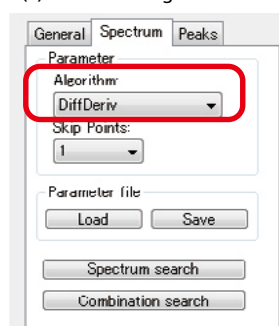 General Spectrum Peaks
Parameter
Algorithm:
DiffDeriv
Skip Points:
1
Parameter file
Load Save
Spectrum search
Combination search